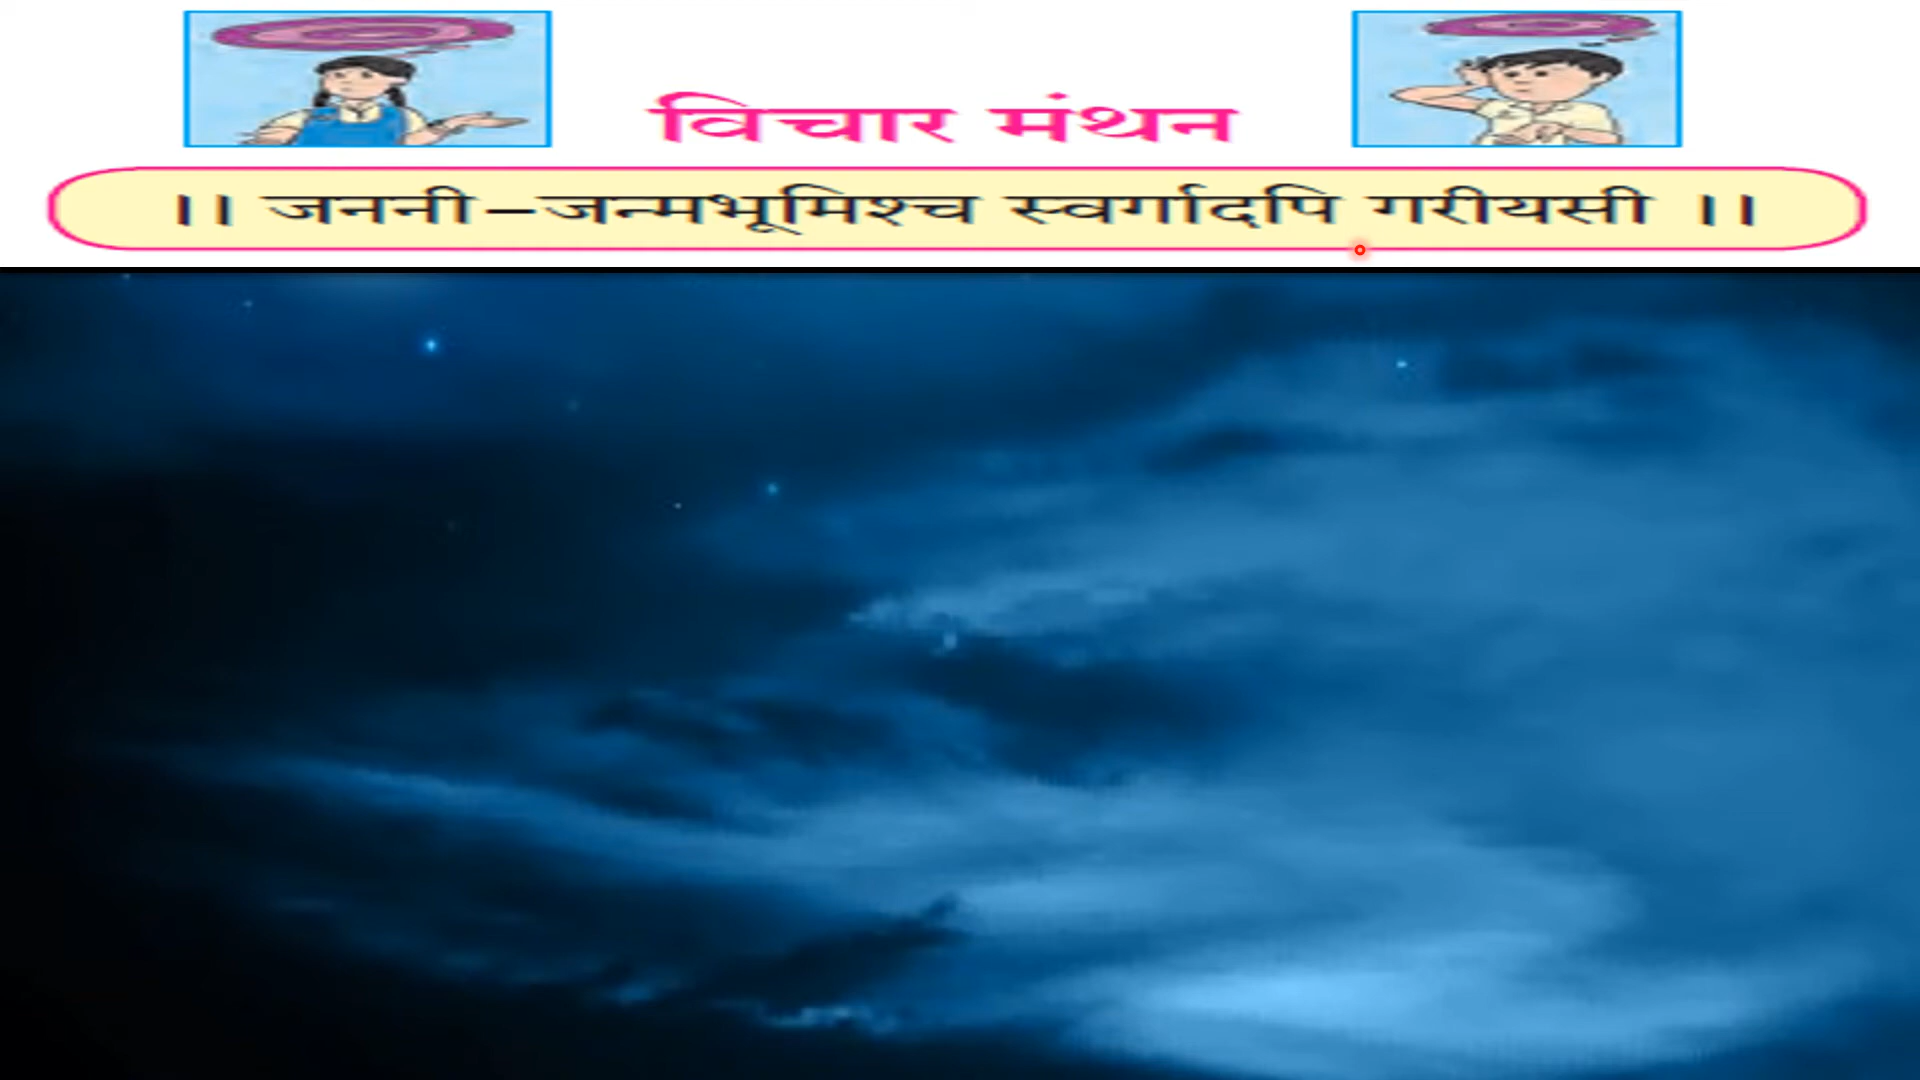 विचार मंथन
।। जननी-जन्मभूमिश्च स्वर्गादपि गरीयसी ।।